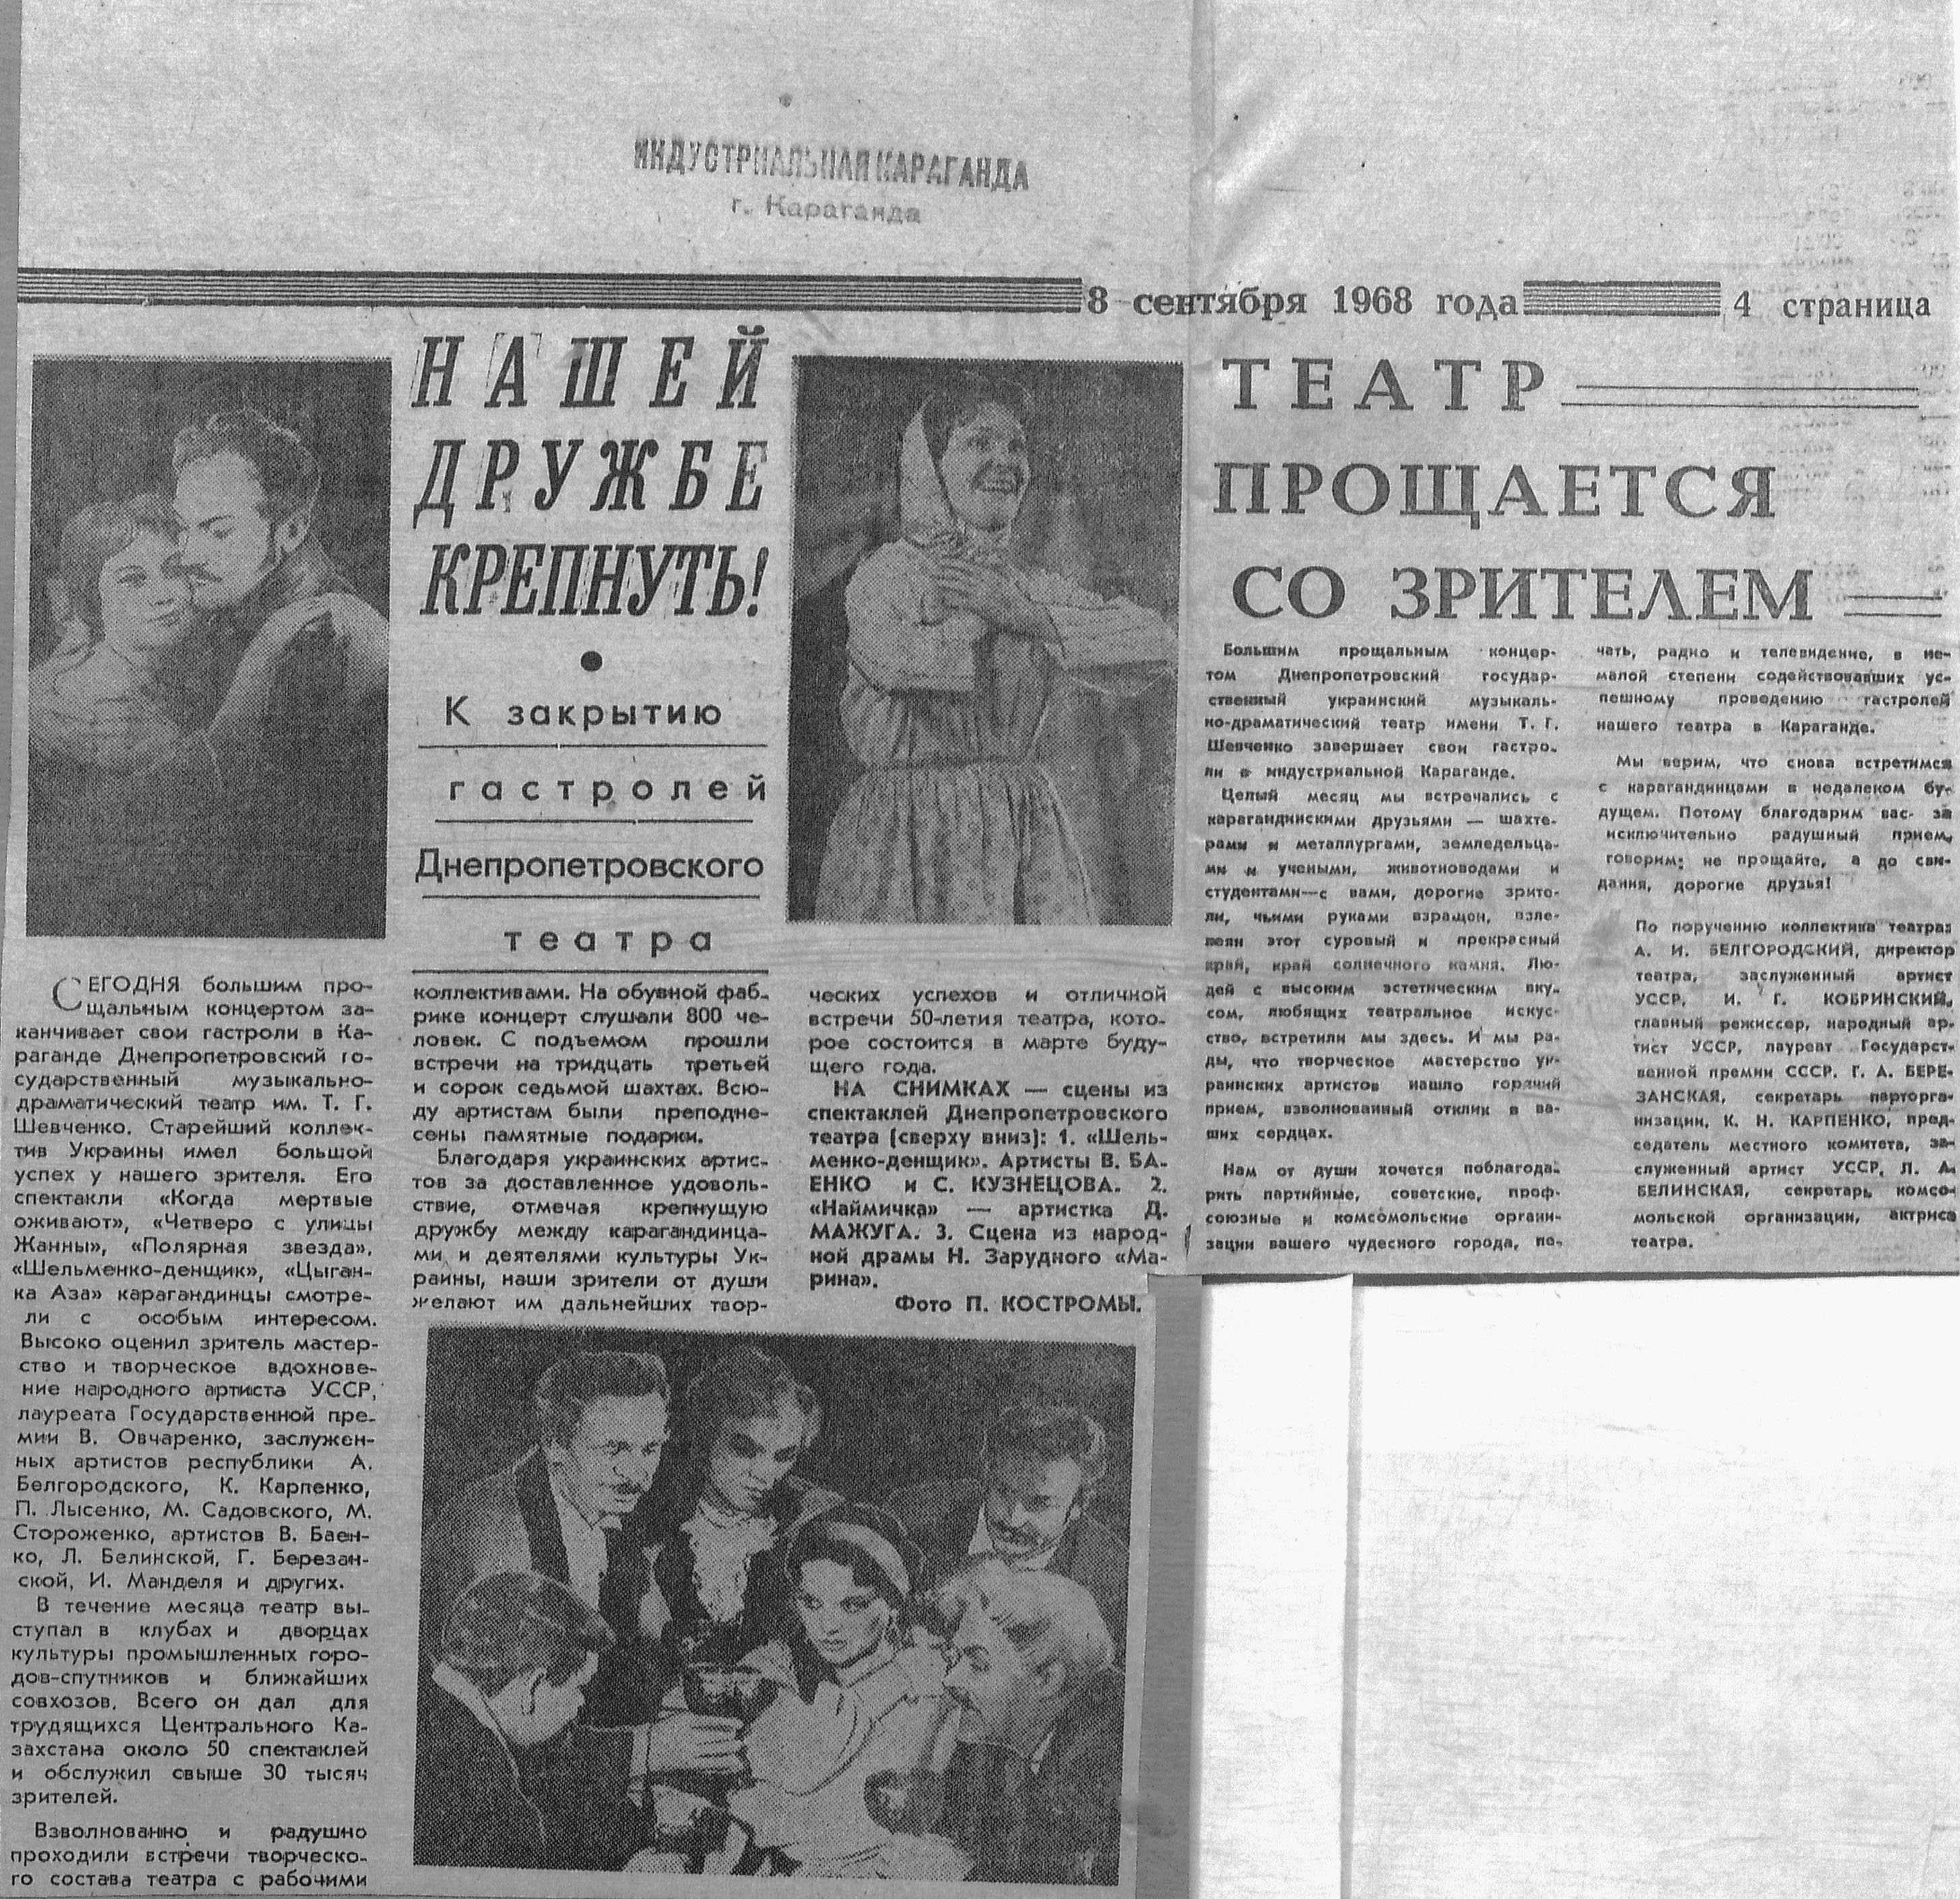 ИНДУСТРИАЛЬНАЯ КАРАГАНДА
г. Караганда
8 сентября 1968 года
4 страница
НАШЕЙ
ДРУЖБЕ
КРЕПНУТЬ!
К закрытию
гастролей
Днепропетровского
театра
СЕГОДНЯ большим про-
щальным концертом за-
канчивает свои гастроли в Ка-
раганде Днепропетровский го-
сударственный музыкально-
драматический театр им. Т. Г.
Шевченко. Старейший коллек-
тив Украины имел большой
успех у нашего зрителя. Его
спектакли «Когда мертвые
оживают», «Четверо с улицы
Жанны», «Полярная звезда»,
«Шельменко-денщик», «Цыган-
ка Аза» карагандинцы смотре-
ли с особым интересом.
Высоко оценил зритель мастер-
ство и творческое вдохнове-
ние народного артиста УССР,
лауреата Государственной пре-
мии В. Овчаренко, заслужен-
ных артистов республики А.
Белгородского, К. Карпенко,
П. Лысенко, М. Садовского, М.
Стороженко, артистов В. Баен-
ко, Л. Белинской, Г. Березан-
ской, И. Манделя и других.
В течение месяца театр вы-
ступал в клубах и дворцах
культуры промышленных горо-
дов-спутников и ближайших
совхозов. Всего он дал для
трудящихся Центрального Ка-
захстана около 50 спектаклей
и обслужил свыше 30 тысяч
зрителей.
Взволнованно и радушно
проходили встречи творческо-
го состава театра с рабочими
коллективами. На обувной фаб-
рике концерт слушали 800 че-
ловек. С подъемом прошли
встречи на тридцать третьей
и сорок седьмой шахтах. Всю-
ду артистам были преподне-
сены памятные подарки.
Благодаря украинских артис-
тов за доставленное удоволь-
ствие, отмечая крепнущую
дружбу между карагандинца-
ми и деятелями культуры Ук-
раины, наши зрители от души
желают им дальнейших твор-
ческих успехов и отличной
встречи 50-летия театра, кото-
рое состоится в марте буду-
щего года.
НА СНИМКАХ — сцены из
спектаклей Днепропетровского
театра (сверху вниз): 1. «Шель-
менко-денщик». Артисты В. БА-
ЕНКО и С. КУЗНЕЦОВА. 2.
«Наймичка» — артистка Д.
МАЖУГА. 3. Сцена из народ-
ной драмы Н. Зарудного «Ма-
рина».
Фото П. КОСТРОМЫ.
ТЕАТР
ПРОЩАЕТСЯ
СО ЗРИТЕЛЕМ
Большим прощальным концер-
том Днепропетровский государ-
ственный украинский музыкаль-
но-драматический театр имени Т. Г.
Шевченко завершает свои гастро-
ли в индустриальной Караганде.
Целый месяц мы встречались с
карагандинскими друзьями — шахте-
рами и металлургами, земледельца-
ми и учеными, животноводами и
студентами—с вами, дорогие зрите-
ли, чьими руками взращен, взле-
леян этот суровый и прекрасный
край, край солнечного камня. Лю-
дей с высоким эстетическим вку-
сом, любящих театральное искус-
ство, встретили мы здесь. И мы ра-
ды, что творческое мастерство ук-
раинских артистов нашло горячий
прием, взволнованный отклик в ва-
ших сердцах.
Нам от души хочется поблагода-
рить партийные, советские, проф-
союзные и комсомольские органи-
зации вашего чудесного города, пе-
чать, радио и телевидение, в не-
малой степени содействовавших ус-
пешному проведению гастролей
нашего театра в Караганде.
Мы верим, что снова встретимся
с карагандинцами в недалеком бу-
дущем. Потому благодарим вас за
исключительно радушный прием,
говорим: не прощайте, а до сви-
дания, дорогие друзья!
По поручению коллектива театра:
А. И. БЕЛГОРОДСКИЙ, директор
театра, заслуженный артист
УССР, И. Г. КОБРИНСКИЙ,
главный режиссер, народный ар-
тист УССР, лауреат Государст-
венной премии СССР. Г. А. БЕРЕ-
ЗАНСКАЯ, секретарь парторга-
низации, К. Н. КАРПЕНКО, пред-
седатель местного комитета, за-
служенный артист УССР, Л. А.
БЕЛИНСКАЯ, секретарь комсо-
мольской организации, актриса
театра.